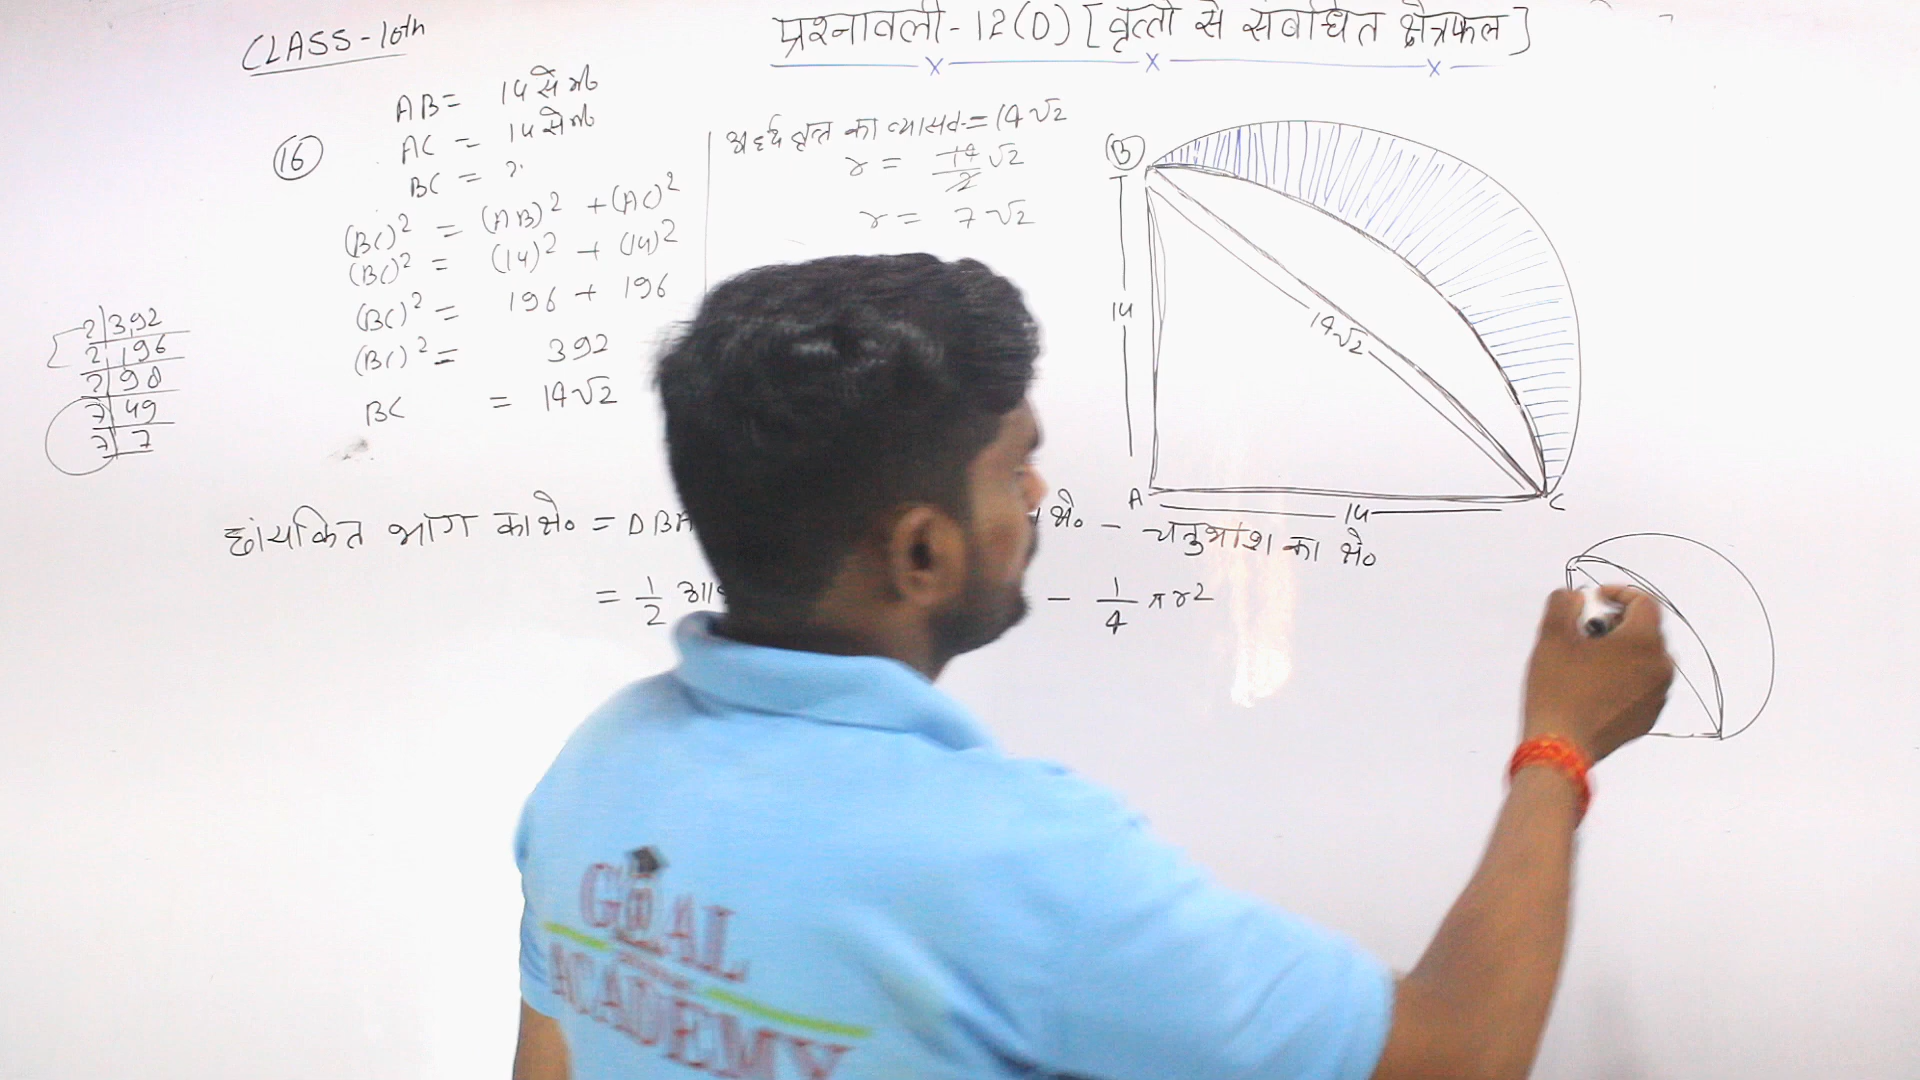 CLASS-10th
प्रश्नावली-12(D) [वृत्तो से संबंधित क्षेत्रफल]
(16)
AB = 14 सेमी०
AC = 14 सेमी०
BC = ?
(BC)² = (AB)² + (AC)²
(BC)² = (14)² + (14)²
(BC)² = 196 + 196
(BC)² = 392
BC = 14√2
2|392
2|196
2|98
7|49
7|7
अर्द्धवृत्त का व्यास = 14√2
r = 14/2 √2
r = 7√2
B
14
14√2
A
14
C
छायांकित भाग का क्षे० = ΔBA
क्षे० - चतुर्थांश का क्षे०
= 1/2
- 1/4 πr²
GOAL
ACADEMY